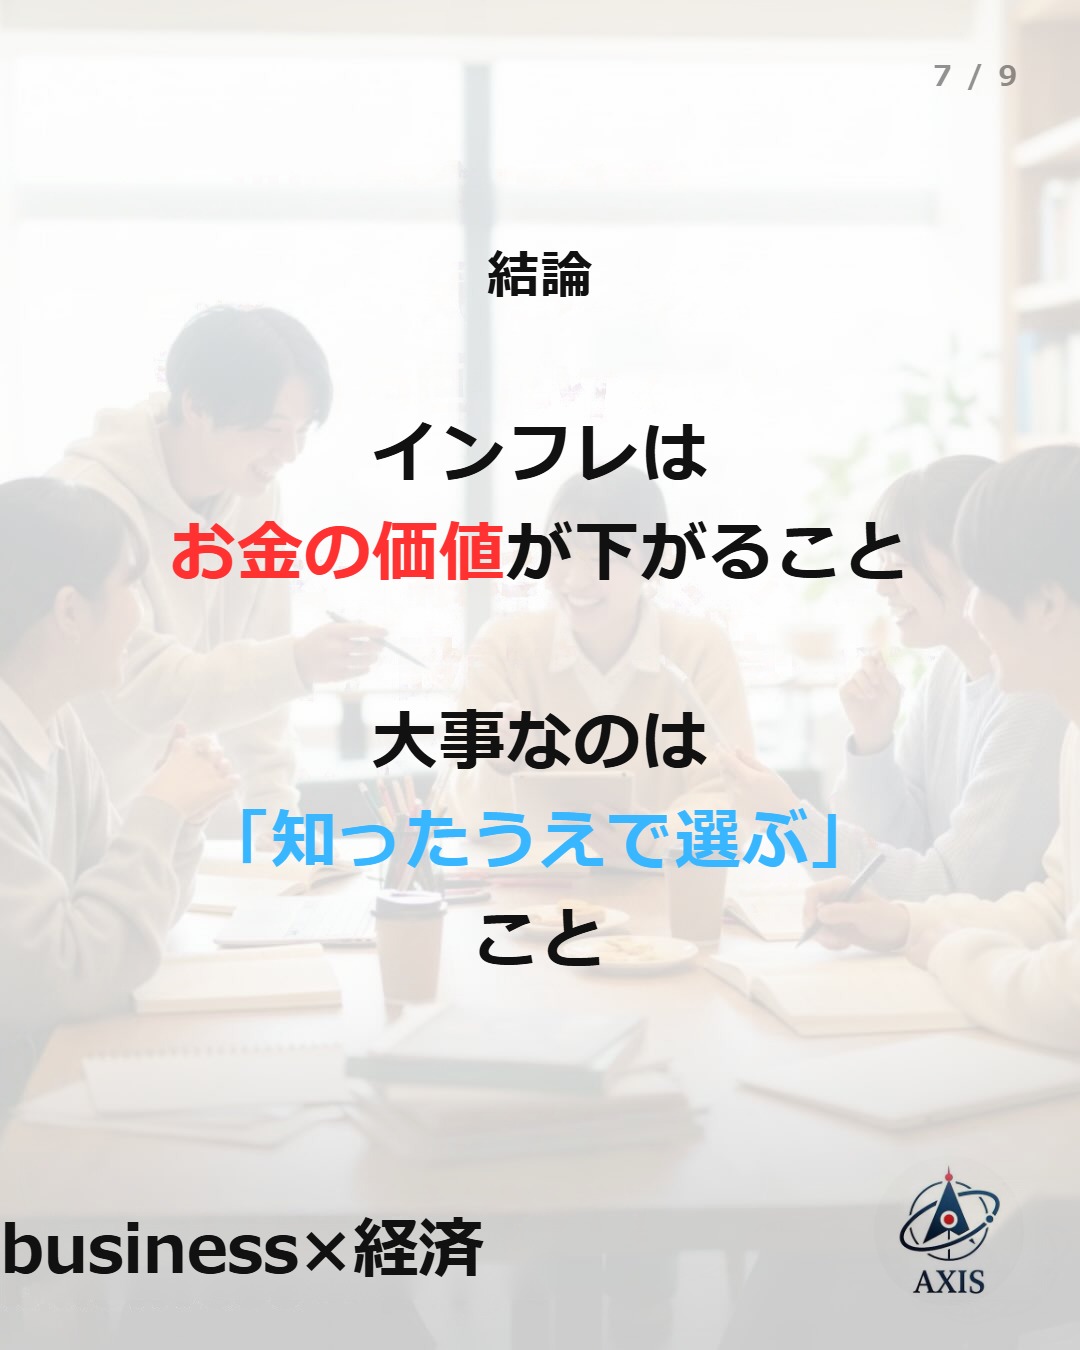 7 / 9
結論
インフレは
お金の価値が下がること
大事なのは
「知ったうえで選ぶ」
こと
business×経済
AXIS